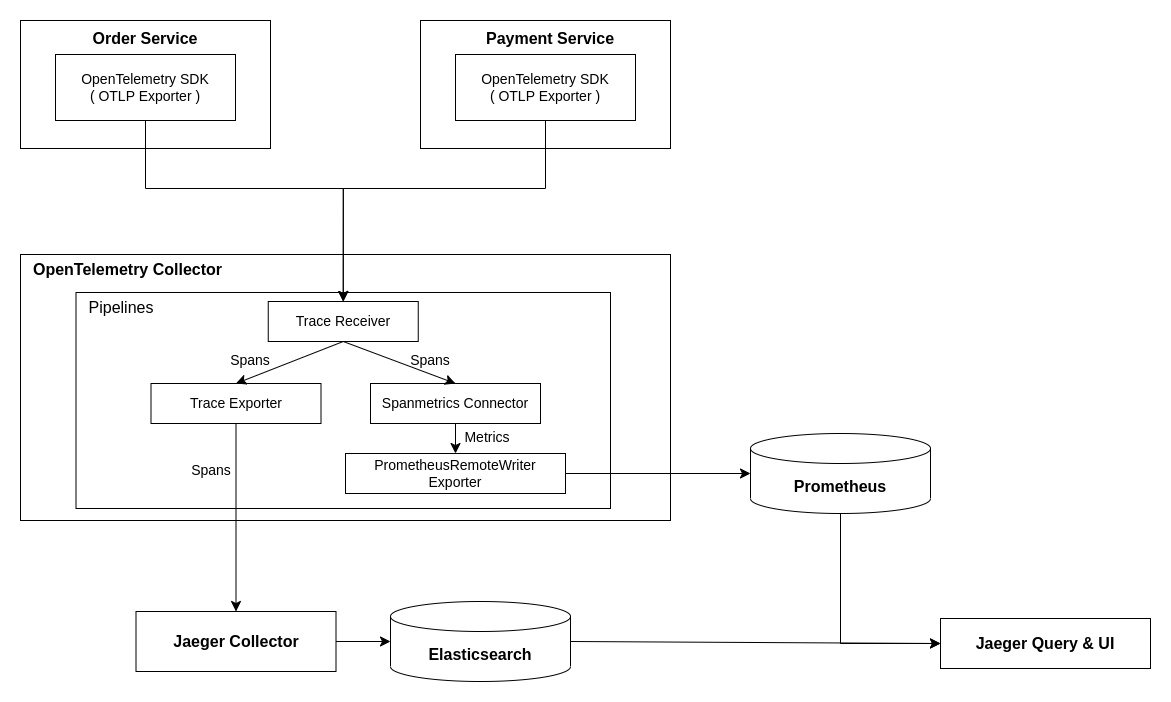 Order Service
OpenTelemetry SDK
( OTLP Exporter )
Payment Service
OpenTelemetry SDK
( OTLP Exporter )
OpenTelemetry Collector
Pipelines
Trace Receiver
Spans
Spans
Trace Exporter
Spanmetrics Connector
Metrics
Spans
PrometheusRemoteWriter
Exporter
Prometheus
Jaeger Collector
Elasticsearch
Jaeger Query & UI